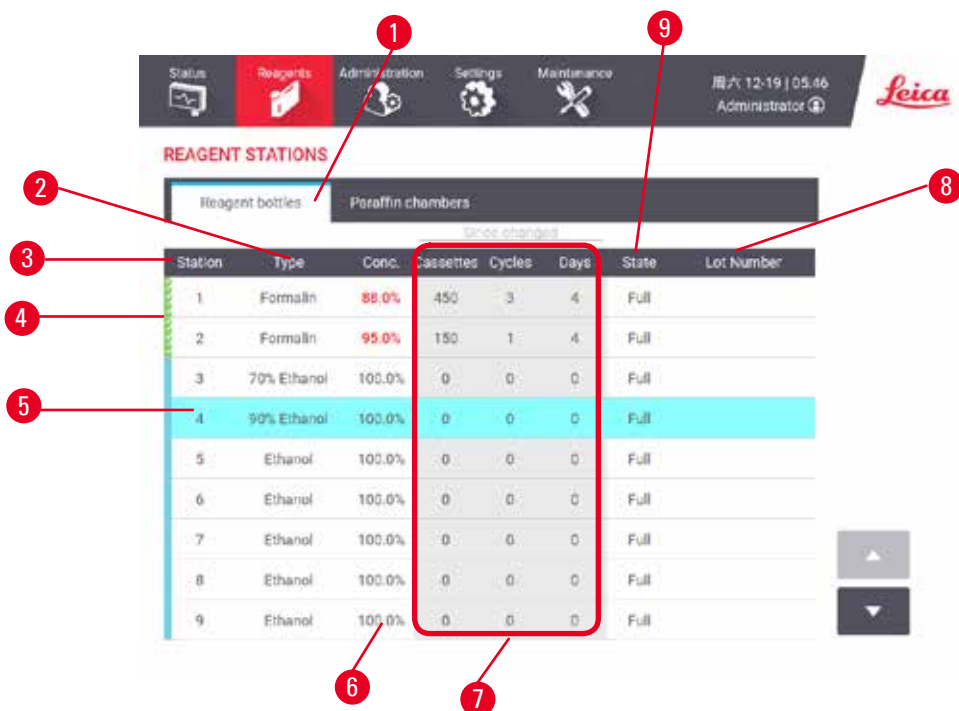 1
9
Status Reagents Administration Settings Maintenance
周六 12-19 | 05.46
Administrator
Leica
REAGENT STATIONS
2
8
Reagent bottles Paraffin chambers
Since changed
3
Station Type Conc. Cassettes Cycles Days State Lot Number
1 Formalin 88.0% 450 3 4 Full
4
2 Formalin 95.0% 150 1 4 Full
3 70% Ethanol 100.0% 0 0 0 Full
5
4 90% Ethanol 100.0% 0 0 0 Full
5 Ethanol 100.0% 0 0 0 Full
6 Ethanol 100.0% 0 0 0 Full
7 Ethanol 100.0% 0 0 0 Full
8 Ethanol 100.0% 0 0 0 Full
9 Ethanol 100.0% 0 0 0 Full
6
7